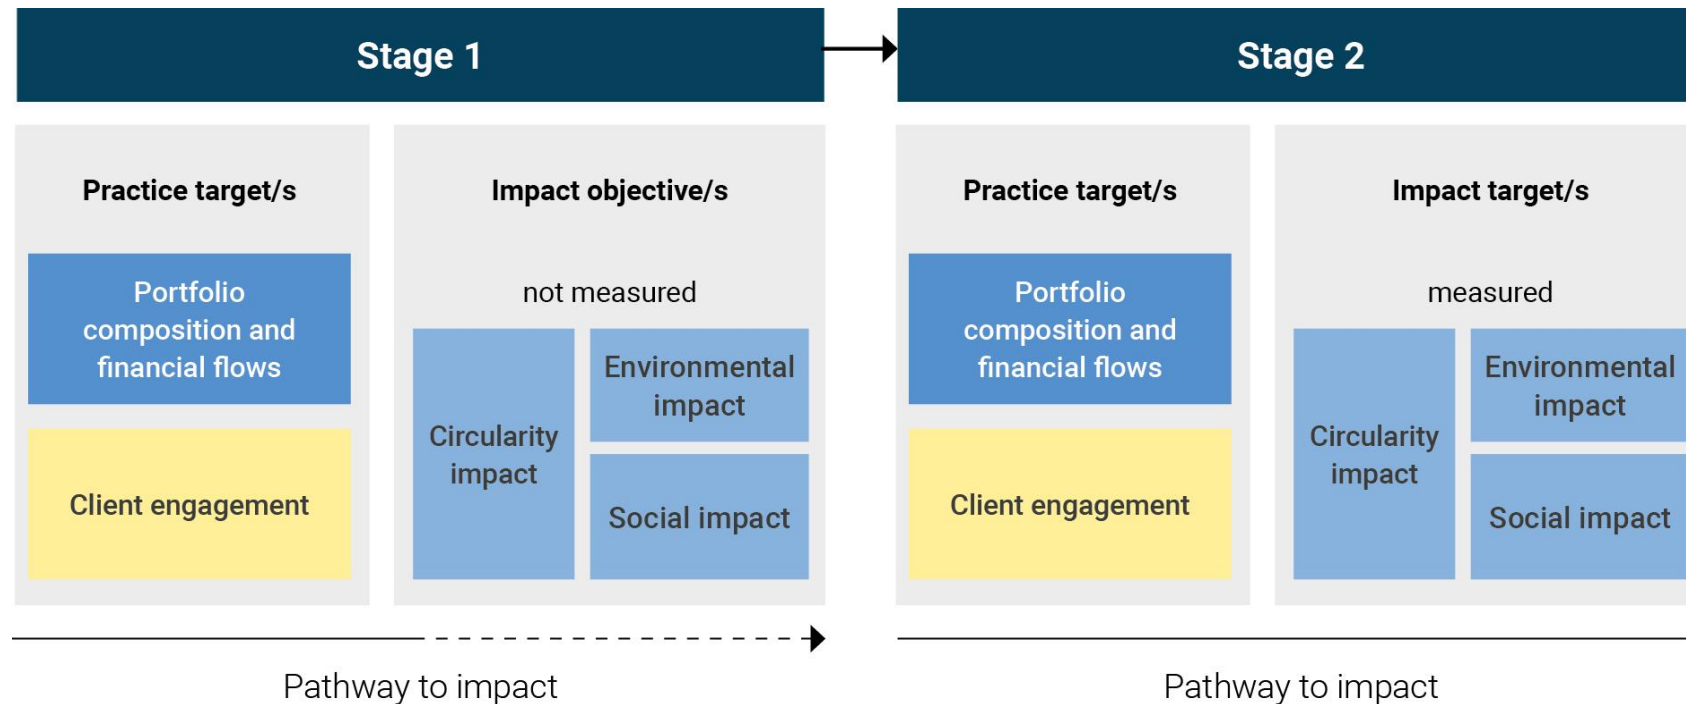 Stage 1
Stage 2
Practice target/s
Portfolio
composition and
financial flows
Client engagement
Impact objective/s
not measured
Circularity
impact
Environmental
impact
Social impact
Pathway to impact
Practice target/s
Portfolio
composition and
financial flows
Client engagement
Impact target/s
measured
Circularity
impact
Environmental
impact
Social impact
Pathway to impact